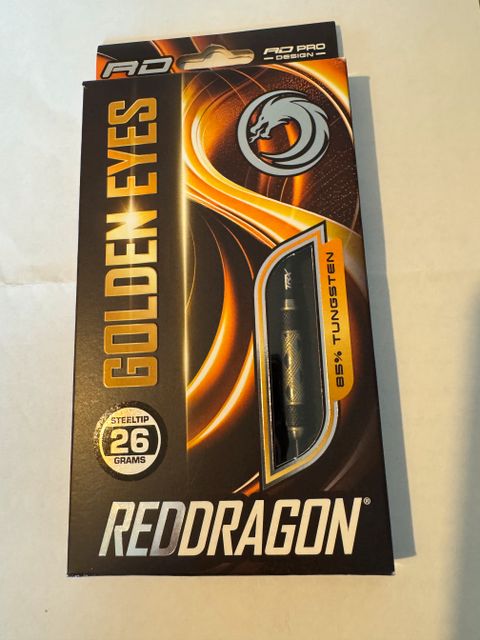 RD
RD PRO
DESIGN
GOLDEN EYES
85% TUNGSTEN
STEELTIP
26
GRAMS
REDDRAGON®